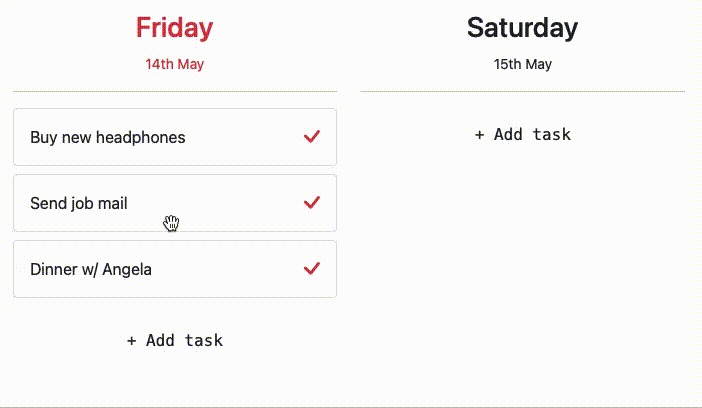 Friday
14th May
Buy new headphones
Send job mail
Dinner w/ Angela
+ Add task
Saturday
15th May
+ Add task